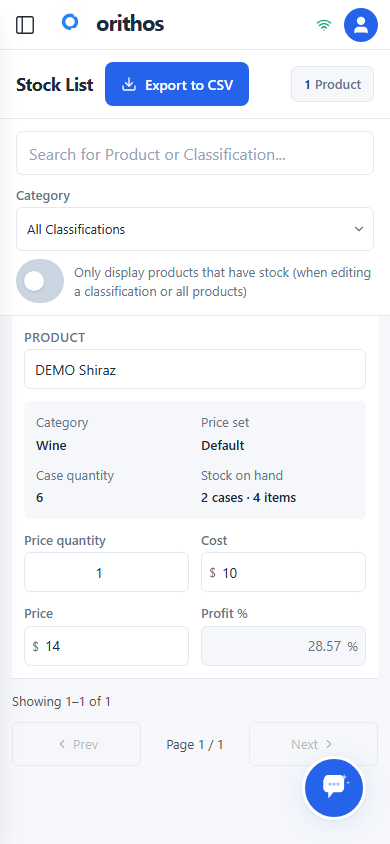 orithos
Stock List
Export to CSV
1 Product
Search for Product or Classification...
Category
All Classifications
Only display products that have stock (when editing
a classification or all products)
PRODUCT
DEMO Shiraz
Category
Price set
Wine
Default
Case quantity
Stock on hand
6
2 cases · 4 items
Price quantity
Cost
1
$ 10
Price
Profit %
$ 14
28.57 %
Showing 1–1 of 1
Prev
Page 1 / 1
Next